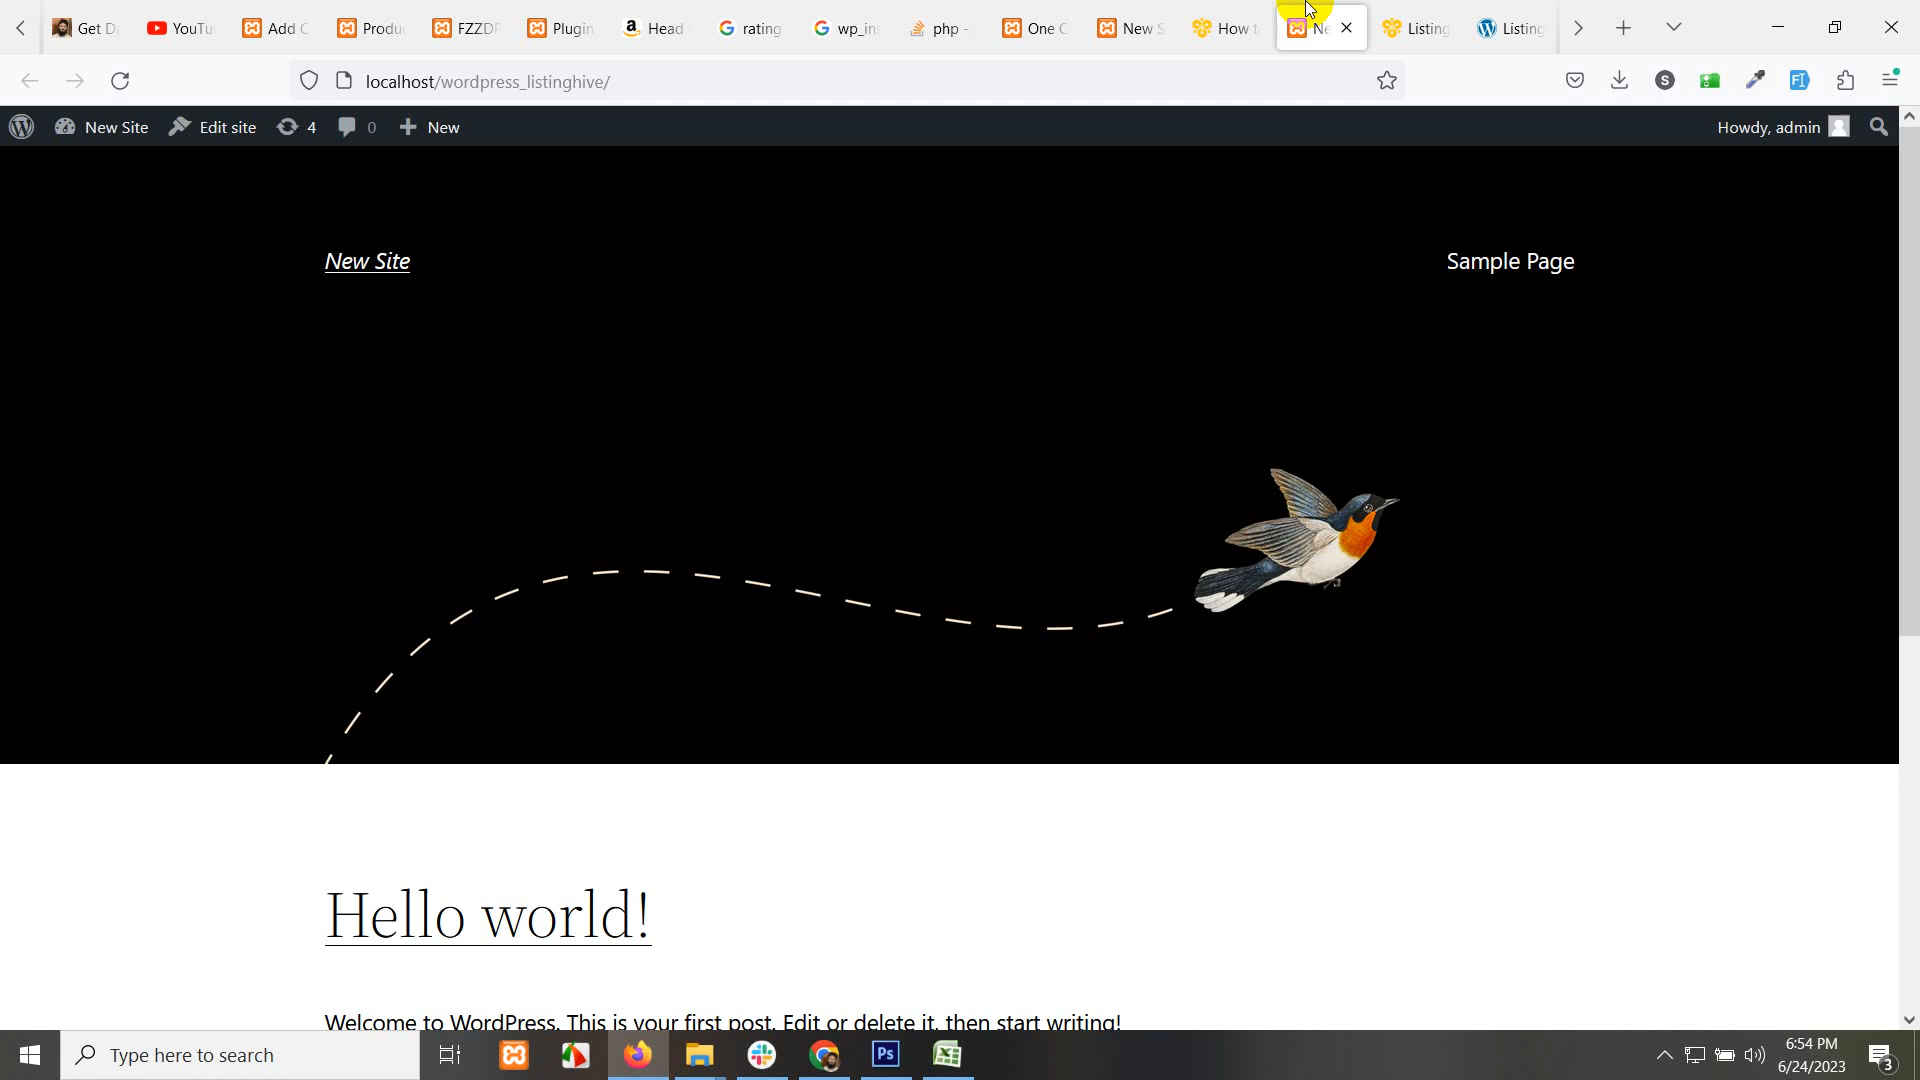 Get D
YouTu
Add C
Produ
FZZDF
Plugin
Head
rating
wp_in
php -
One C
New S
How t
Ne
Listing
Listing
localhost/wordpress_listinghive/
New Site
Edit site
4
0
New
Howdy, admin
New Site
Sample Page
Hello world!
Welcome to WordPress. This is your first post. Edit or delete it, then start writing!
Type here to search
Ps
6:54 PM
6/24/2023
3